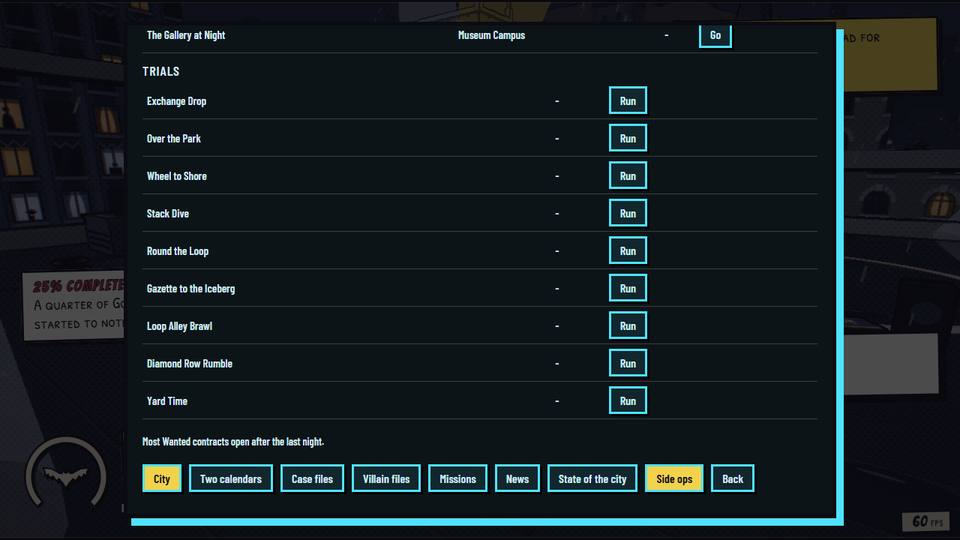 The Gallery at Night Museum Campus - Go
AD FOR
TRIALS
Exchange Drop - Run
Over the Park - Run
Wheel to Shore - Run
Stack Dive - Run
Round the Loop - Run
25% COMPLETE
Gazette to the Iceberg - Run
A QUARTER OF GO
STARTED TO NOTI
Loop Alley Brawl - Run
Diamond Row Rumble - Run
Yard Time - Run
Most Wanted contracts open after the last night.
City Two calendars Case files Villain files Missions News State of the city Side ops Back
60 FPS